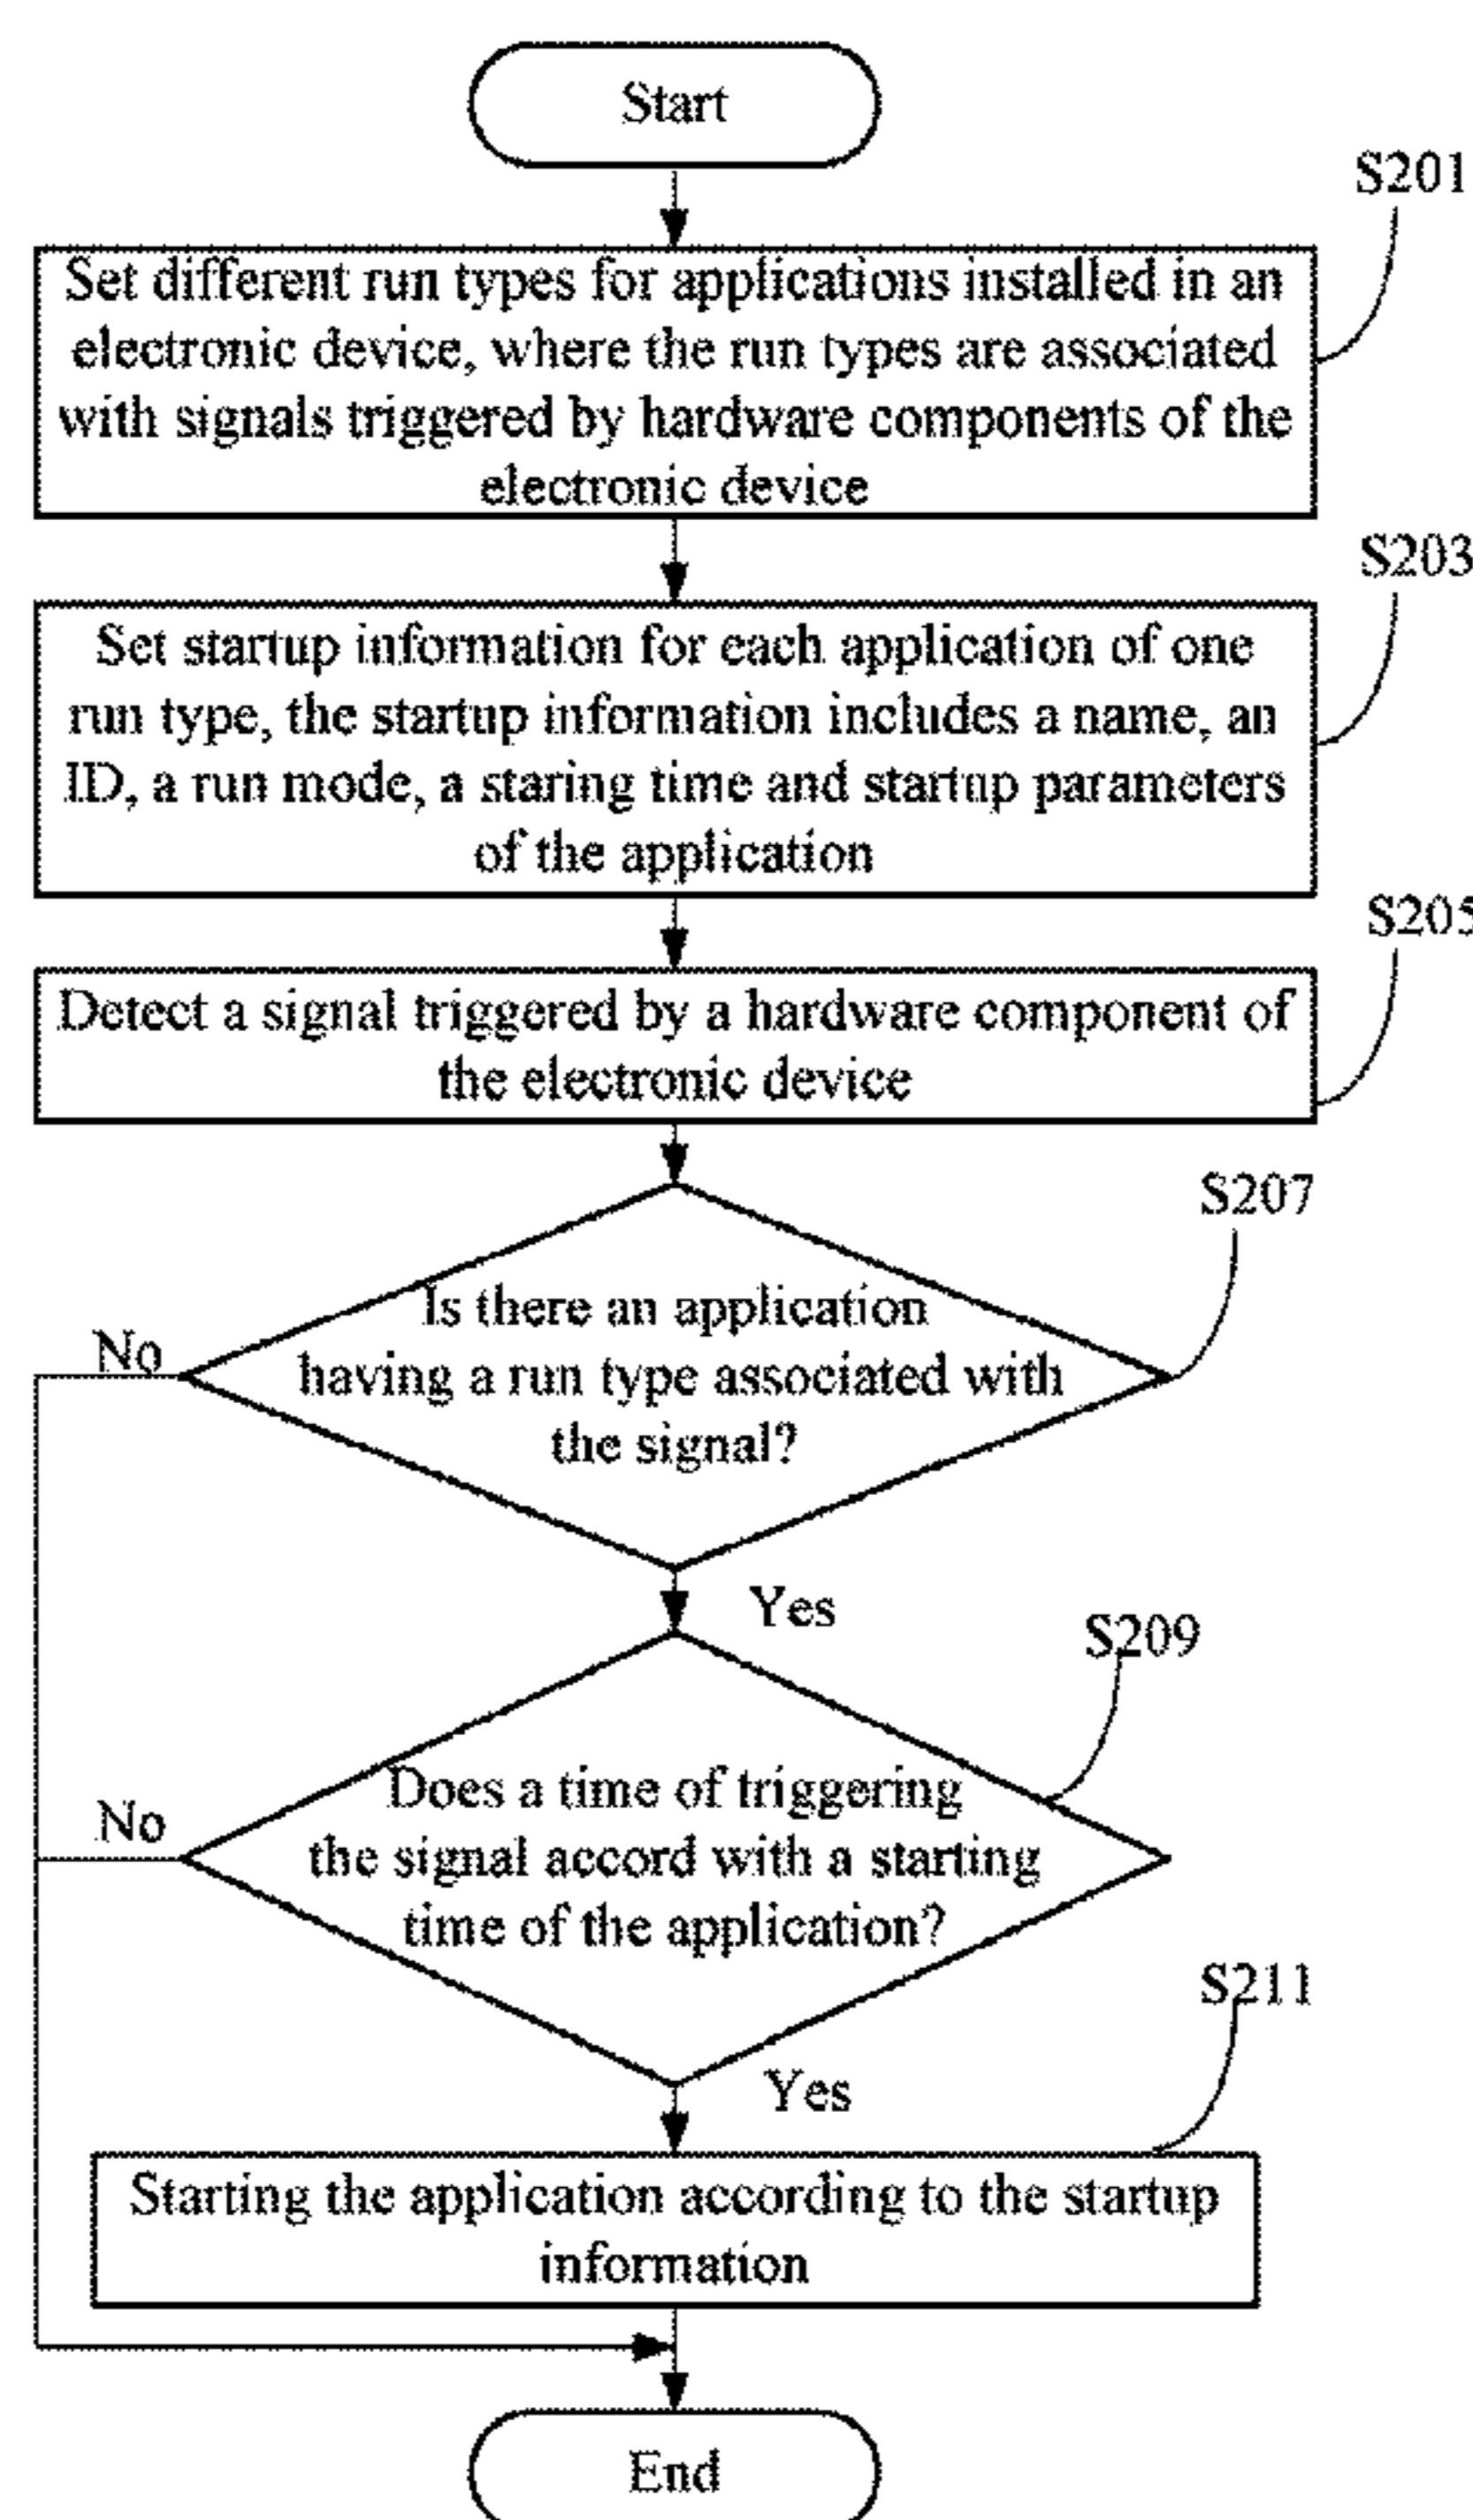 Start
S201
Set different run types for applications installed in an
electronic device, where the run types are associated
with signals triggered by hardware components of the
electronic device
S203
Set startup information for each application of one
run type, the startup information includes a name, an
ID, a run mode, a staring time and startup parameters
of the application
S205
Detect a signal triggered by a hardware component of
the electronic device
S207
Is there an application
having a run type associated with
the signal?
No
Yes
S209
Does a time of triggering
the signal accord with a starting
time of the application?
No
S211
Yes
Starting the application according to the startup
information
End